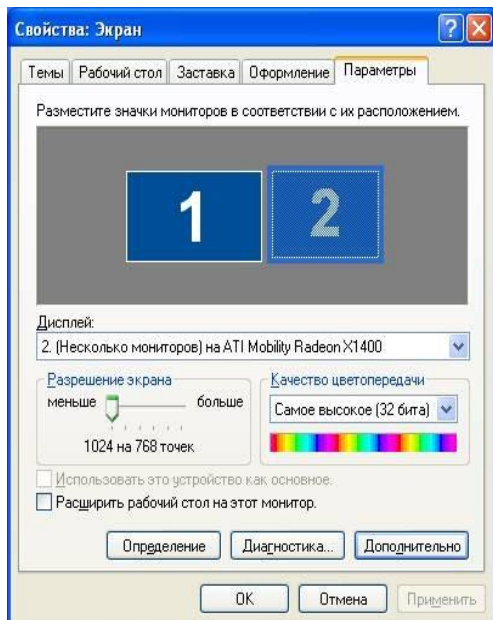 Свойства: Экран
Темы Рабочий стол Заставка Оформление Параметры
Разместите значки мониторов в соответствии с их расположением.
1 2
Дисплей:
2. (Несколько мониторов) на ATI Mobility Radeon X1400
Разрешение экрана
меньше больше
1024 на 768 точек
Качество цветопередачи
Самое высокое (32 бита)
Использовать это устройство как основное.
Расширить рабочий стол на этот монитор.
Определение Диагностика... Дополнительно
OK Отмена Применить